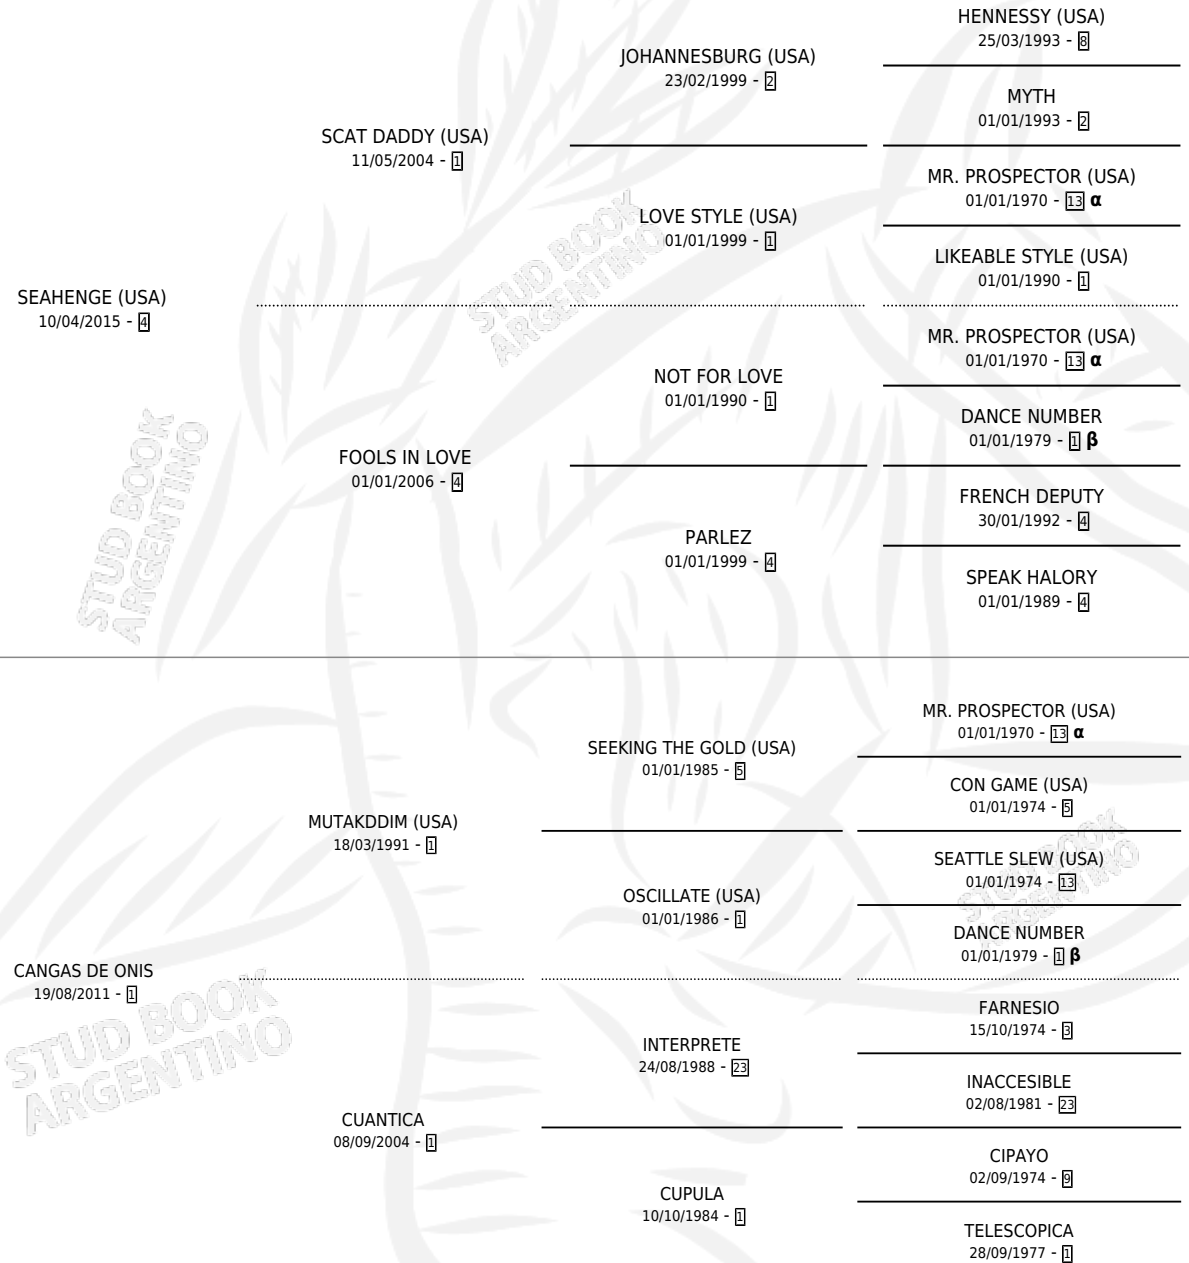 HENNESSY (USA)
25/03/1993 - 8
JOHANNESBURG (USA)
23/02/1999 - 2
MYTH
01/01/1993 - 2
SCAT DADDY (USA)
11/05/2004 - 1
MR. PROSPECTOR (USA)
01/01/1970 - 13 α
LOVE STYLE (USA)
01/01/1999 - 1
LIKEABLE STYLE (USA)
01/01/1990 - 1
SEAHENGE (USA)
10/04/2015 - 4
MR. PROSPECTOR (USA)
01/01/1970 - 13 α
NOT FOR LOVE
01/01/1990 - 1
DANCE NUMBER
01/01/1979 - 1 β
FOOLS IN LOVE
01/01/2006 - 4
FRENCH DEPUTY
30/01/1992 - 4
PARLEZ
01/01/1999 - 4
SPEAK HALORY
01/01/1989 - 4
STUD BOOK
ARGENTINO
STUD BOOK
ARGENTINO
MR. PROSPECTOR (USA)
01/01/1970 - 13 α
SEEKING THE GOLD (USA)
01/01/1985 - 5
CON GAME (USA)
01/01/1974 - 5
MUTAKDDIM (USA)
18/03/1991 - 1
SEATTLE SLEW (USA)
01/01/1974 - 13
OSCILLATE (USA)
01/01/1986 - 1
DANCE NUMBER
01/01/1979 - 1 β
CANGAS DE ONIS
19/08/2011 - 1
FARNESIO
15/10/1974 - 3
INTERPRETE
24/08/1988 - 23
INACCESIBLE
02/08/1981 - 23
CUANTICA
08/09/2004 - 1
CIPAYO
02/09/1974 - 9
CUPULA
10/10/1984 - 1
TELESCOPICA
28/09/1977 - 1
STUD BOOK
ARGENTINO
STUD BOOK
ARGENTINO